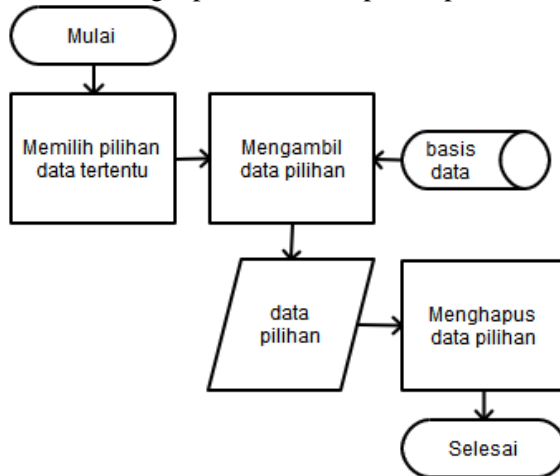 Mulai
Memilih pilihan
data tertentu
Mengambil
data pilihan
basis
data
data
pilihan
Menghapus
data pilihan
Selesai